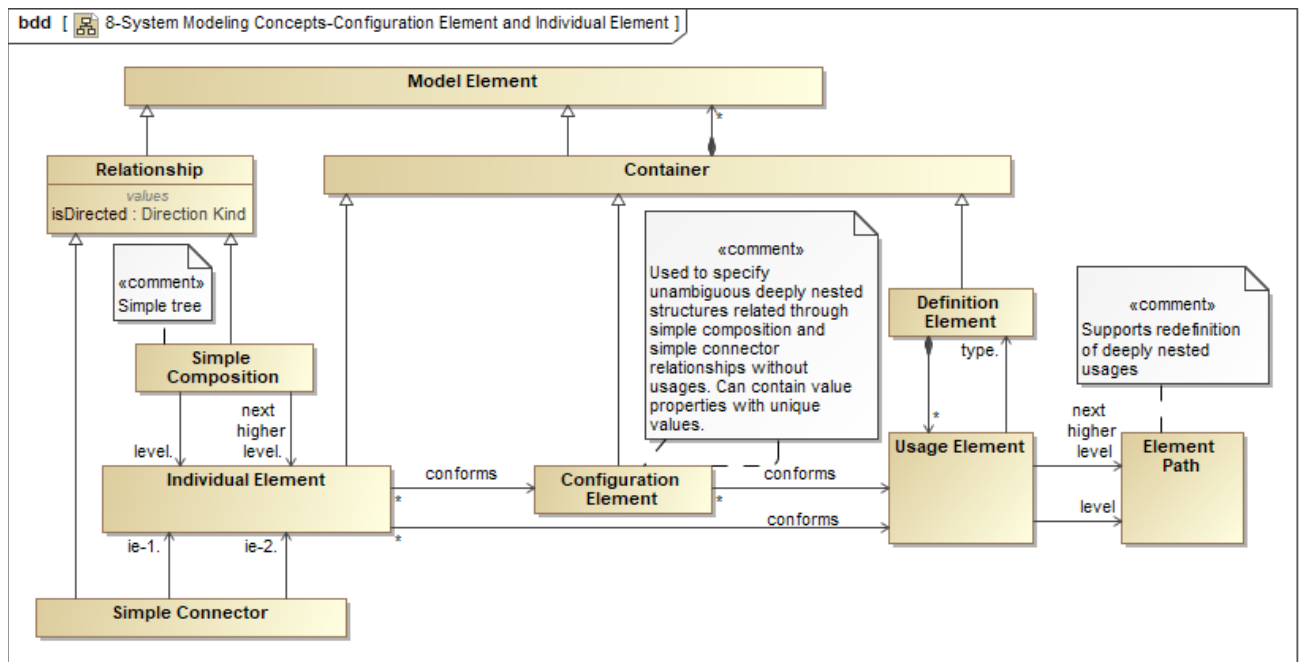 bdd [ 8-System Modeling Concepts-Configuration Element and Individual Element ]
Model Element
*
Relationship
values
isDirected : Direction Kind
Container
«comment»
Simple tree
«comment»
Used to specify
unambiguous deeply nested
structures related through
simple composition and
simple connector
relationships without
usages. Can contain value
properties with unique
values.
Definition
Element
«comment»
Supports redefinition
of deeply nested
usages
Simple
Composition
type.
*
level.
next
higher
level.
Individual Element
conforms
*
Configuration
Element
conforms
*
Usage Element
next
higher
level
level
Element
Path
conforms
*
ie-1.
ie-2.
Simple Connector